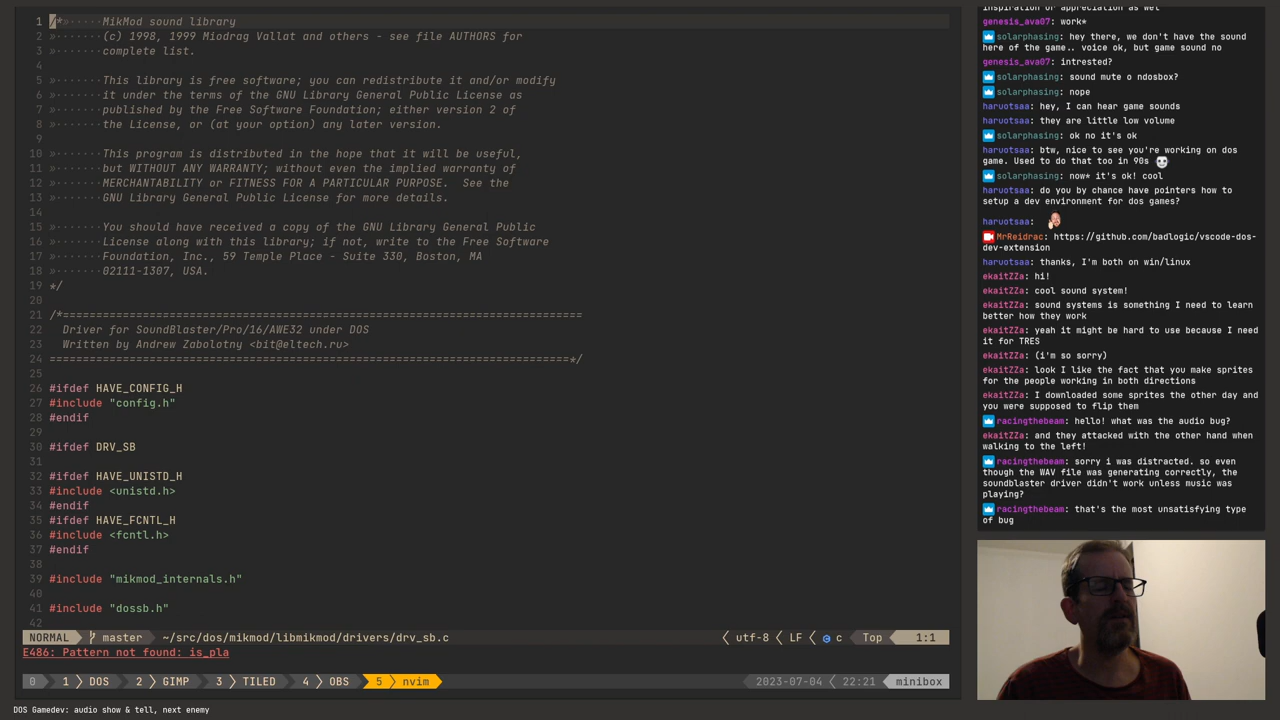 1 /*»····· MikMod sound library
2 »······· (c) 1998, 1999 Miodrag Vallat and others - see file AUTHORS for
3 »······· complete list.
4
5 »······· This library is free software; you can redistribute it and/or modify
6 »······· it under the terms of the GNU Library General Public License as
7 »······· published by the Free Software Foundation; either version 2 of
8 »······· the License, or (at your option) any later version.
9
10 »······· This program is distributed in the hope that it will be useful,
11 »······· but WITHOUT ANY WARRANTY; without even the implied warranty of
12 »······· MERCHANTABILITY or FITNESS FOR A PARTICULAR PURPOSE.  See the
13 »······· GNU Library General Public License for more details.
14
15 »······· You should have received a copy of the GNU Library General Public
16 »······· License along with this library; if not, write to the Free Software
17 »······· Foundation, Inc., 59 Temple Place - Suite 330, Boston, MA
18 »······· 02111-1307, USA.
19 */
20
21 /*==============================================================================
22   Driver for SoundBlaster/Pro/16/AWE32 under DOS
23   Written by Andrew Zabolotny <bit@eltech.ru>
24 ==============================================================================*/
25
26 #ifdef HAVE_CONFIG_H
27 #include "config.h"
28 #endif
29
30 #ifdef DRV_SB
31
32 #ifdef HAVE_UNISTD_H
33 #include <unistd.h>
34 #endif
35 #ifdef HAVE_FCNTL_H
36 #include <fcntl.h>
37 #endif
38
39 #include "mikmod_internals.h"
40
41 #include "dossb.h"
42
NORMAL master ~/src/dos/mikmod/libmikmod/drivers/drv_sb.c utf-8 LF c Top 1:1
E486: Pattern not found: is_pla
0 1 DOS 2 GIMP 3 TILED 4 OBS 5 nvim 2023-07-04 22:21 minibox
DOS Gamedev: audio show & tell, next enemy
inspiration or appreciation as wel
genesis_ava07: work*
solarphasing: hey there, we don't have the sound
here of the game.. voice ok, but game sound no
genesis_ava07: intrested?
solarphasing: sound mute o ndosbox?
solarphasing: nope
haruotsaa: hey, I can hear game sounds
haruotsaa: they are little low volume
solarphasing: ok no it's ok
haruotsaa: btw, nice to see you're working on dos
game. Used to do that too in 90s
solarphasing: now* it's ok! cool
haruotsaa: do you by chance have pointers how to
setup a dev environment for dos games?
haruotsaa:
MrReidrac: https://github.com/badlogic/vscode-dos-
dev-extension
haruotsaa: thanks, I'm both on win/linux
ekaitZZa: hi!
ekaitZZa: cool sound system!
ekaitZZa: sound systems is something I need to learn
better how they work
ekaitZZa: yeah it might be hard to use because I need
it for TRES
ekaitZZa: (i'm so sorry)
ekaitZZa: look I like the fact that you make sprites
for the people working in both directions
ekaitZZa: I downloaded some sprites the other day and
you were supposed to flip them
racingthebeam: hello! what was the audio bug?
ekaitZZa: and they attacked with the other hand when
walking to the left!
racingthebeam: sorry i was distracted. so even
though the WAV file was generating correctly, the
soundblaster driver didn't work unless music was
playing?
racingthebeam: that's the most unsatisfying type
of bug